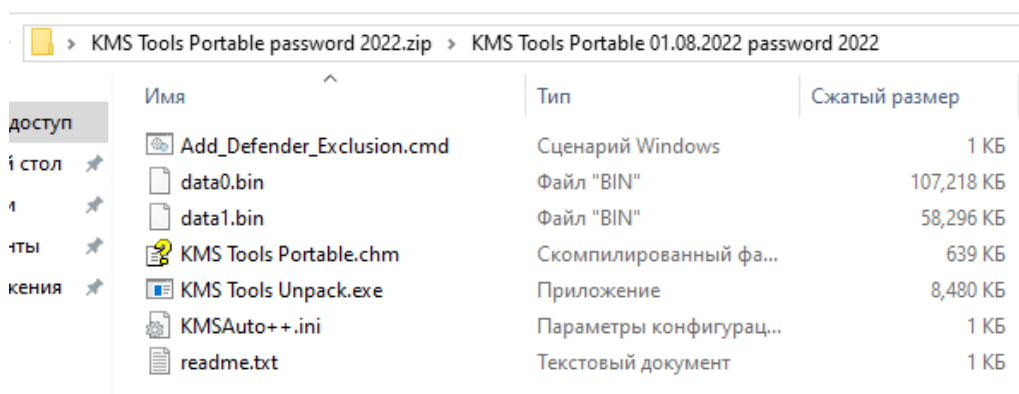 KMS Tools Portable password 2022.zip > KMS Tools Portable 01.08.2022 password 2022
Имя Тип Сжатый размер
доступ
й стол
и
нты
жения
Add_Defender_Exclusion.cmd Сценарий Windows 1 КБ
data0.bin Файл "BIN" 107,218 КБ
data1.bin Файл "BIN" 58,296 КБ
KMS Tools Portable.chm Скомпилированный фа... 639 КБ
KMS Tools Unpack.exe Приложение 8,480 КБ
KMSAuto++.ini Параметры конфигурац... 1 КБ
readme.txt Текстовый документ 1 КБ